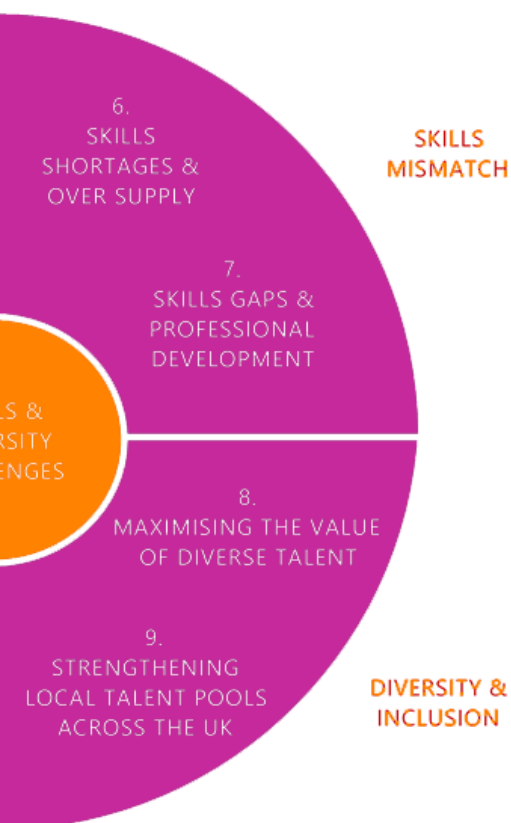 6.
SKILLS
SHORTAGES &
OVER SUPPLY
SKILLS
MISMATCH
7.
SKILLS GAPS &
PROFESSIONAL
DEVELOPMENT
LS &
RSITY
ENGES
8.
MAXIMISING THE VALUE
OF DIVERSE TALENT
9.
STRENGTHENING
LOCAL TALENT POOLS
ACROSS THE UK
DIVERSITY &
INCLUSION